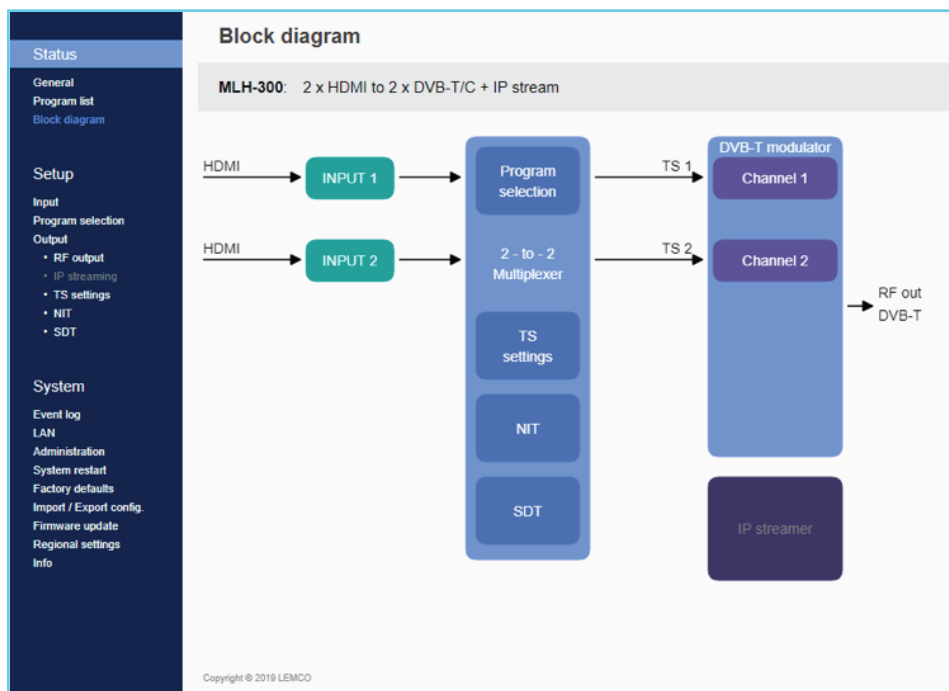 Status
General
Program list
Block diagram
Setup
Input
Program selection
Output
• RF output
• IP streaming
• TS settings
• NIT
• SDT
System
Event log
LAN
Administration
System restart
Factory defaults
Import / Export config.
Firmware update
Regional settings
Info
Block diagram
MLH-300: 2 x HDMI to 2 x DVB-T/C + IP stream
HDMI
INPUT 1
HDMI
INPUT 2
Program
selection
2 - to - 2
Multiplexer
TS
settings
NIT
SDT
TS 1
TS 2
DVB-T modulator
Channel 1
Channel 2
RF out
DVB-T
IP streamer
Copyright © 2019 LEMCO